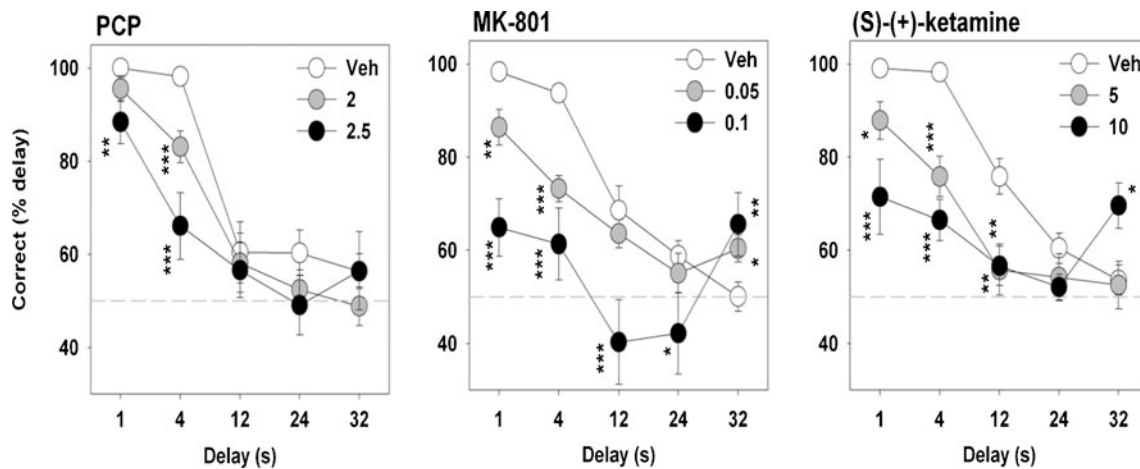 PCP
MK-801
(S)-(+)-ketamine
Correct (% delay)
100
80
60
40
Veh
2
2.5
**
***
***
1 4 12 24 32
Delay (s)
100
80
60
40
Veh
0.05
0.1
**
***
***
***
***
*
**
*
1 4 12 24 32
Delay (s)
100
80
60
40
Veh
5
10
*
***
***
***
**
**
*
1 4 12 24 32
Delay (s)